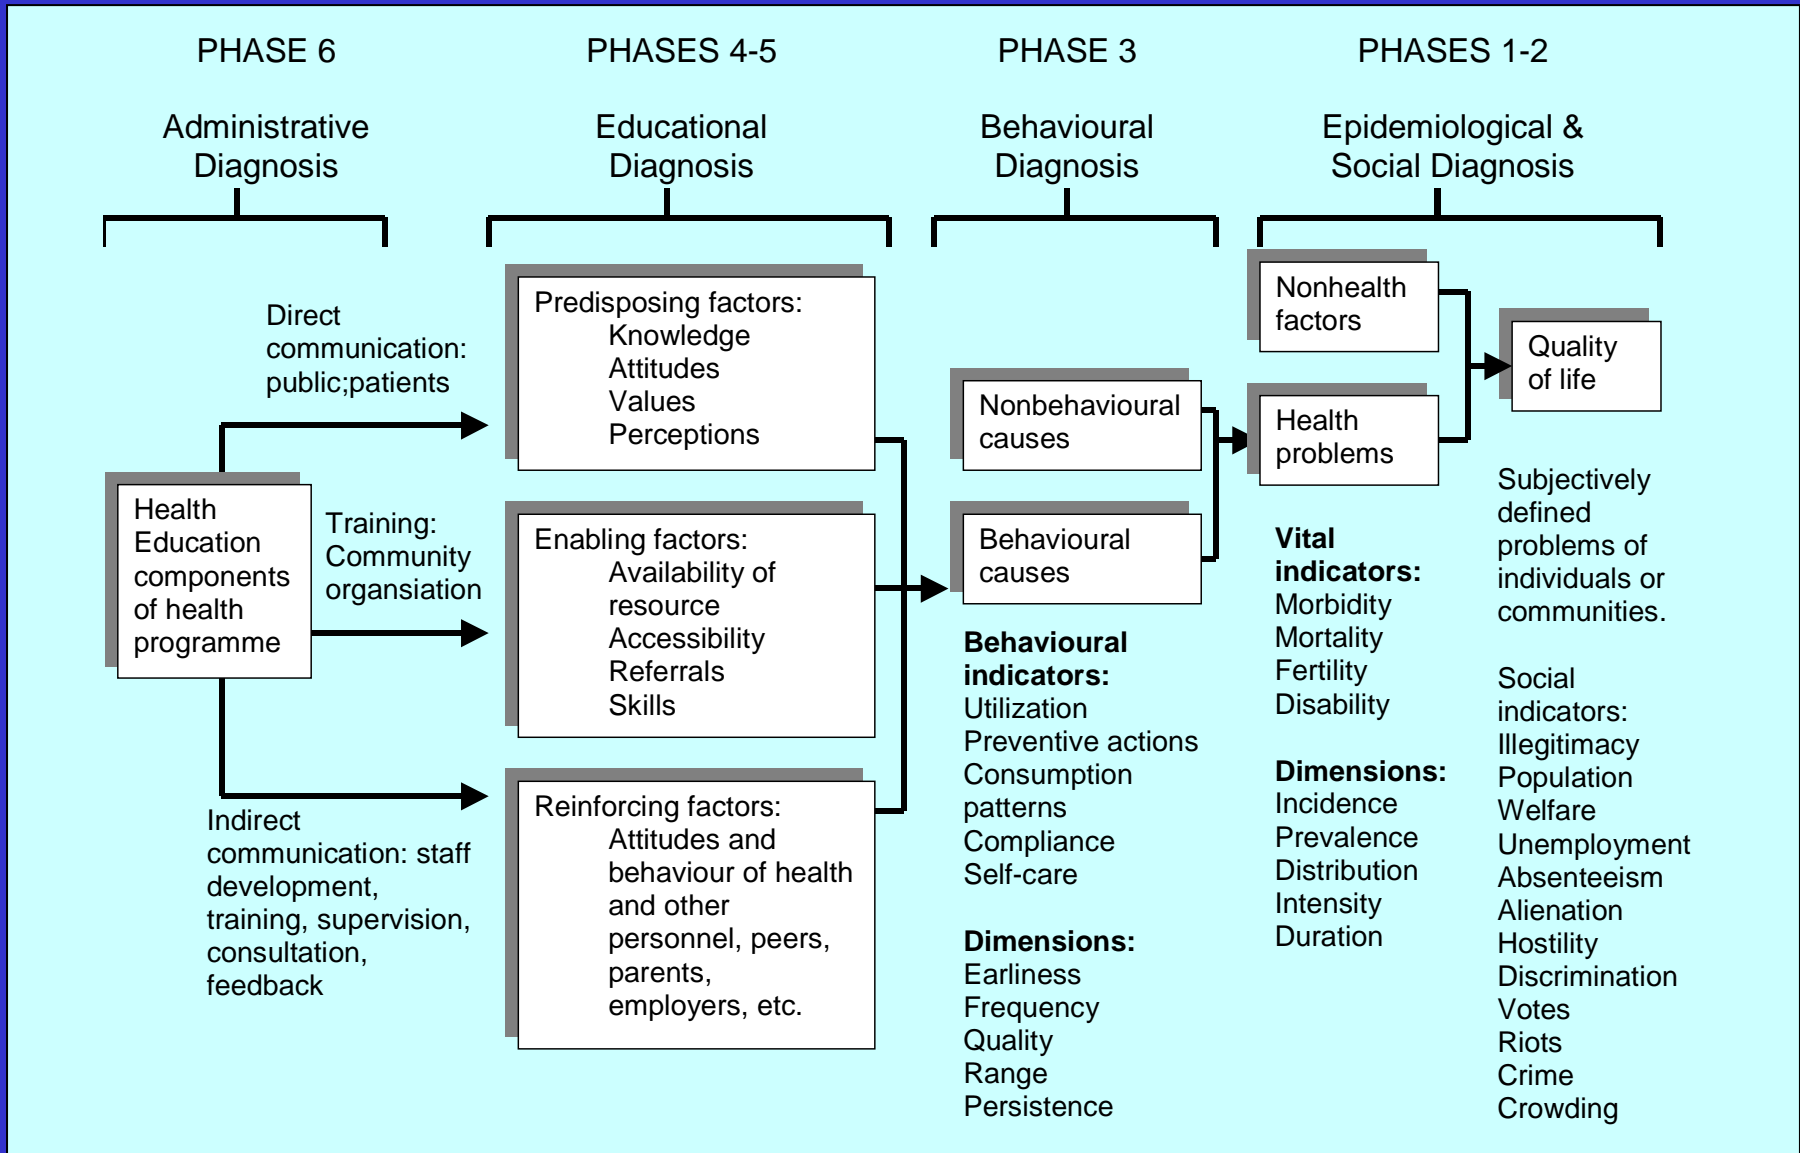 PHASE 6
Administrative
Diagnosis
Direct
communication:
public;patients
Health
Education
components
of health
programme
Training:
Community
organsiation
Indirect
communication: staff
development,
training, supervision,
consultation,
feedback
PHASES 4-5
Educational
Diagnosis
Predisposing factors:
Knowledge
Attitudes
Values
Perceptions
Enabling factors:
Availability of
resource
Accessibility
Referrals
Skills
Reinforcing factors:
Attitudes and
behaviour of health
and other
personnel, peers,
parents,
employers, etc.
PHASE 3
Behavioural
Diagnosis
Nonbehavioural
causes
Behavioural
causes
Behavioural
indicators:
Utilization
Preventive actions
Consumption
patterns
Compliance
Self-care
Dimensions:
Earliness
Frequency
Quality
Range
Persistence
PHASES 1-2
Epidemiological &
Social Diagnosis
Nonhealth
factors
Health
problems
Vital
indicators:
Morbidity
Mortality
Fertility
Disability
Dimensions:
Incidence
Prevalence
Distribution
Intensity
Duration
Quality
of life
Subjectively
defined
problems of
individuals or
communities.
Social
indicators:
Illegitimacy
Population
Welfare
Unemployment
Absenteeism
Alienation
Hostility
Discrimination
Votes
Riots
Crime
Crowding